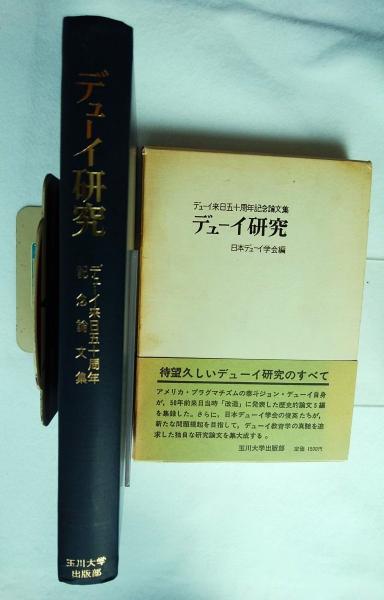 デューイ研究
デューイ来日五十周年
記念論文集
玉川大学
出版部
デューイ来日五十周年記念論文集
デューイ研究
日本デューイ学会編
待望久しいデューイ研究のすべて
アメリカ・プラグマチズムの泰斗ジョン・デューイ自身
が，50年前来日当時「改造」に発表した歴史的論文5編
を集録した。さらに，日本デューイ学会の俊英たちが，
新たな問題提起を目指して，デューイ教育学の真髄を追
求した独自な研究論文を集大成する。
玉川大学出版部 定価 1500円